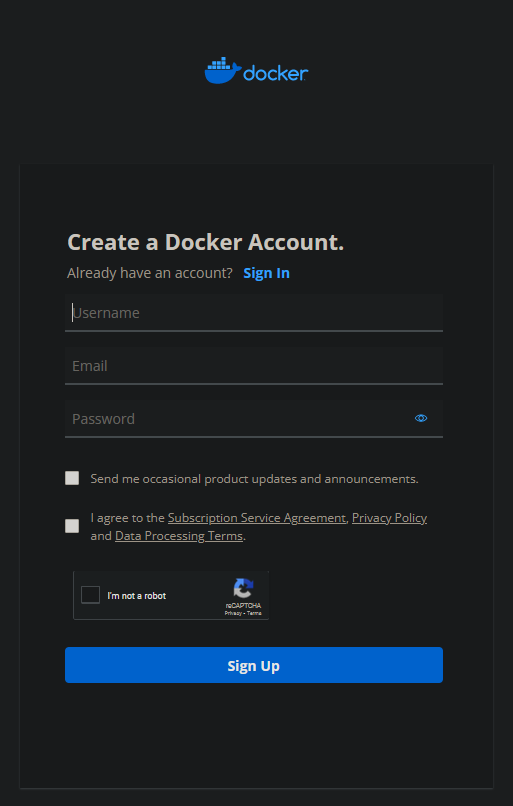 docker
Create a Docker Account.
Already have an account? Sign In
Username
Email
Password
Send me occasional product updates and announcements.
I agree to the Subscription Service Agreement, Privacy Policy
and Data Processing Terms.
I'm not a robot
reCAPTCHA
Privacy - Terms
Sign Up